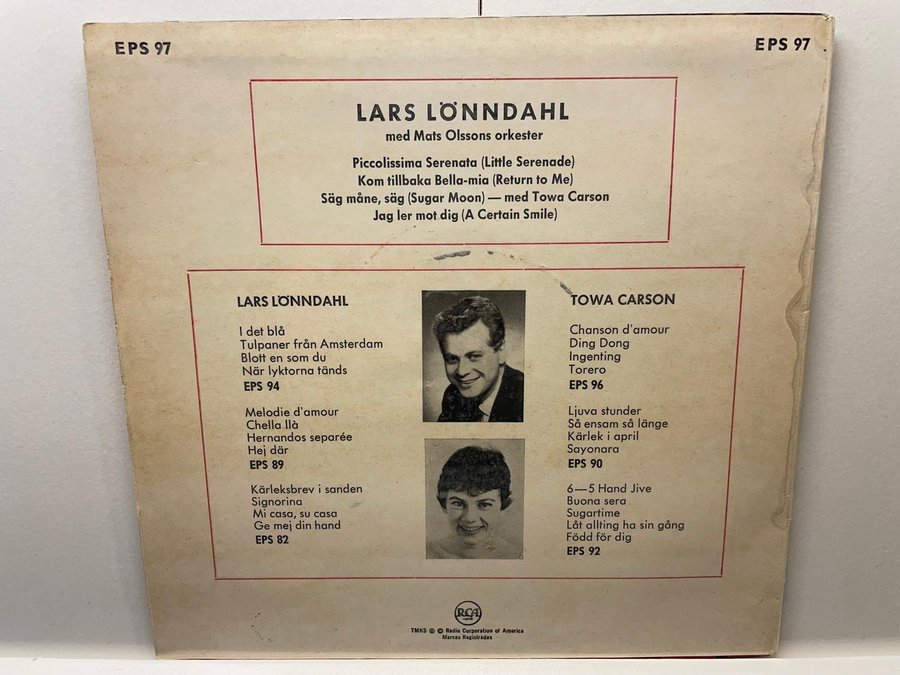 EPS 97
EPS 97
LARS LÖNNDAHL
med Mats Olssons orkester
Piccolissima Serenata (Little Serenade)
Kom tillbaka Bella-mia (Return to Me)
Säg måne, säg (Sugar Moon) — med Towa Carson
Jag ler mot dig (A Certain Smile)
LARS LÖNNDAHL
I det blå
Tulpaner från Amsterdam
Blott en som du
När lyktorna tänds
EPS 94
Melodie d'amour
Chella llà
Hernandos separée
Hej där
EPS 89
Kärleksbrev i sanden
Signorina
Mi casa, su casa
Ge mej din hand
EPS 82
TOWA CARSON
Chanson d'amour
Ding Dong
Ingenting
Torero
EPS 96
Ljuva stunder
Så ensam så länge
Kärlek i april
Sayonara
EPS 90
6—5 Hand Jive
Buona sera
Sugartime
Låt allting ha sin gång
Född för dig
EPS 92
RCA
TMKS ® © Radio Corporation of America
Marcas Registradas